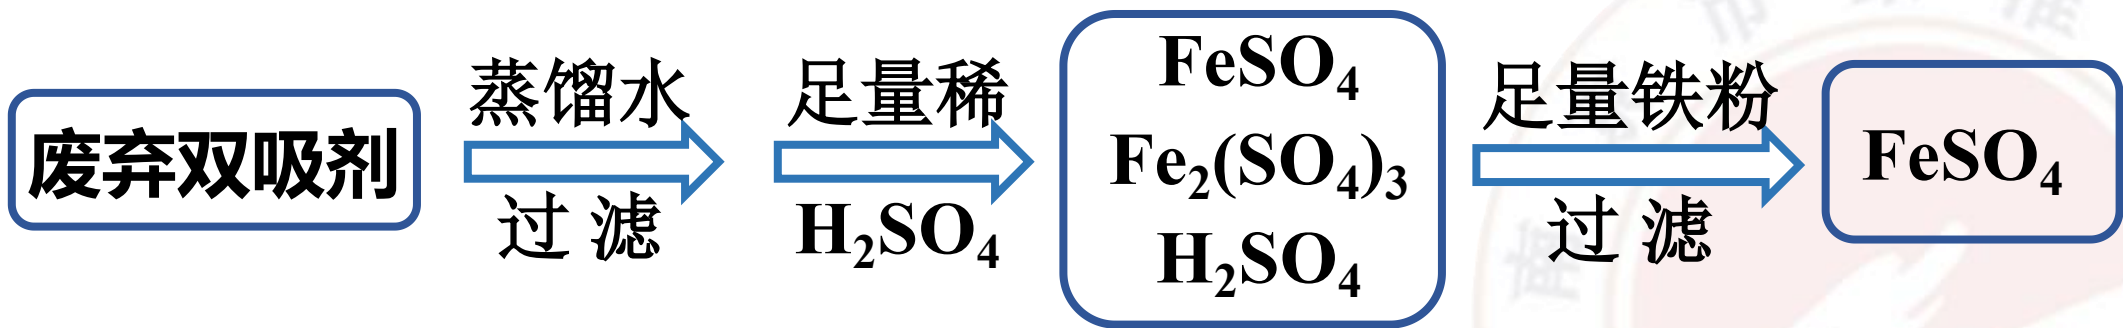 废弃双吸剂
蒸馏水
过 滤
足量稀
H₂SO₄
FeSO₄
Fe₂(SO₄)₃
H₂SO₄
足量铁粉
过 滤
FeSO₄